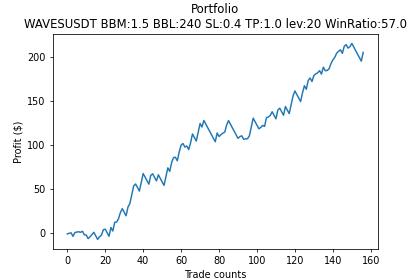 Portfolio
WAVESUSDT BBM:1.5 BBL:240 SL:0.4 TP:1.0 lev:20 WinRatio:57.0
200
150
100
50
0
Profit ($)
0 20 40 60 80 100 120 140 160
Trade counts